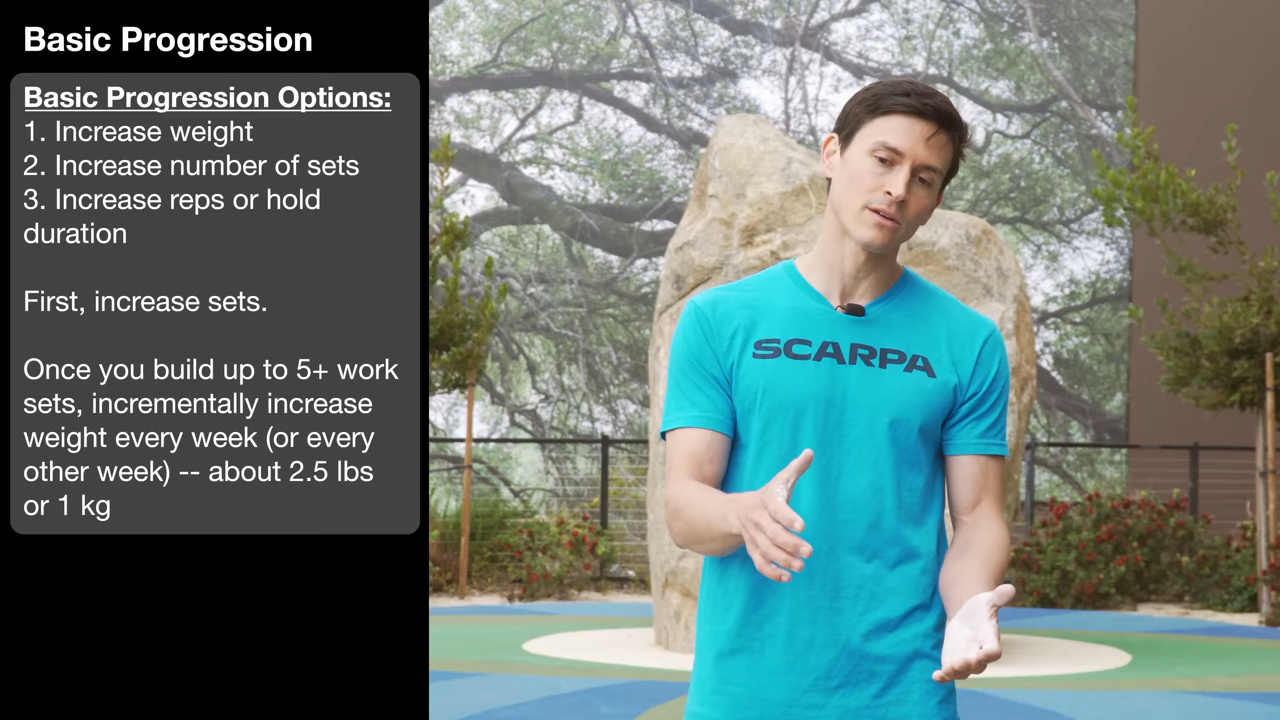 Basic Progression
Basic Progression Options:
1. Increase weight
2. Increase number of sets
3. Increase reps or hold
duration
First, increase sets.
Once you build up to 5+ work
sets, incrementally increase
weight every week (or every
other week) -- about 2.5 lbs
or 1 kg
SCARPA